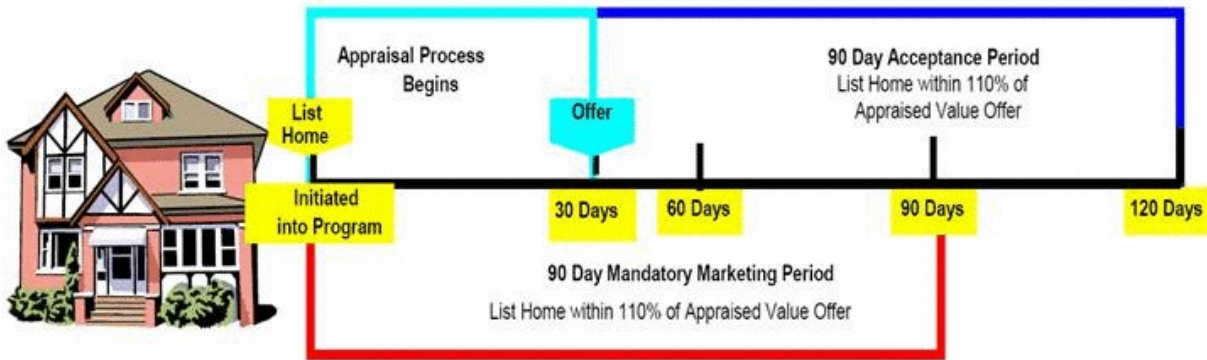 Appraisal Process
Begins
90 Day Acceptance Period
List Home within 110% of
Appraised Value Offer
List
Home
Offer
Initiated
into Program
30 Days
60 Days
90 Days
120 Days
90 Day Mandatory Marketing Period
List Home within 110% of Appraised Value Offer